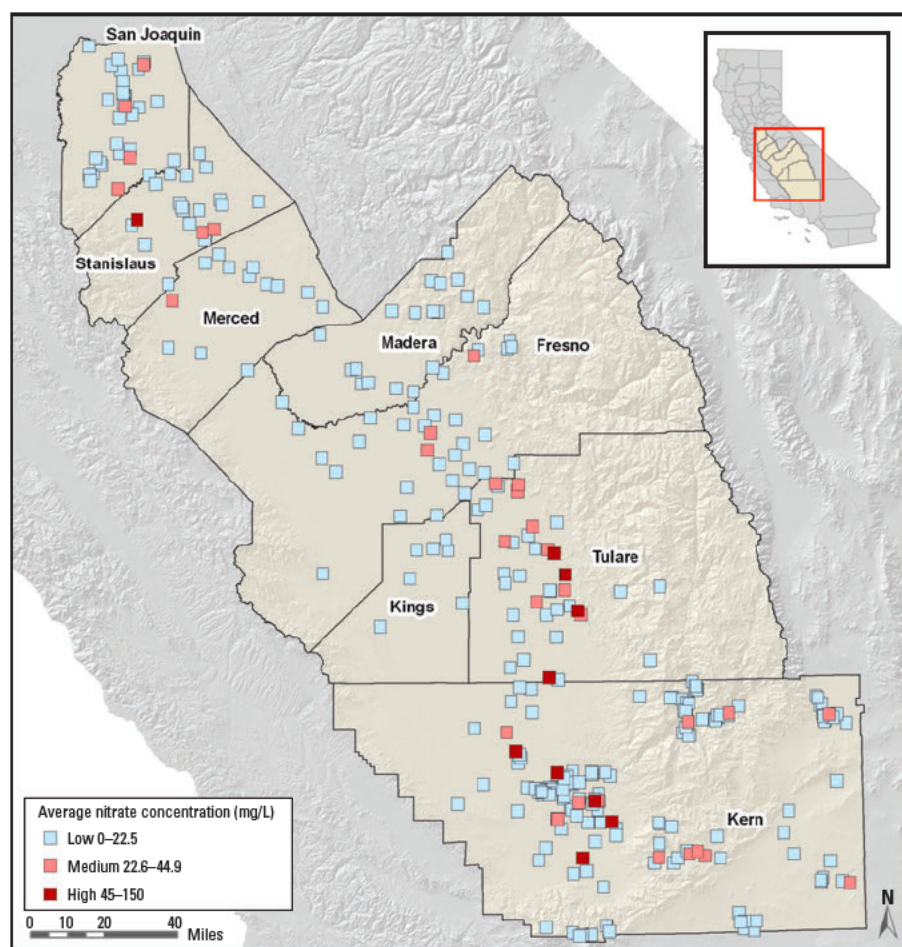 San Joaquin
Stanislaus
Merced
Madera
Fresno
Tulare
Kings
Kern
Average nitrate concentration (mg/L)
Low 0–22.5
Medium 22.6–44.9
High 45–150
0 10 20 40
Miles
N